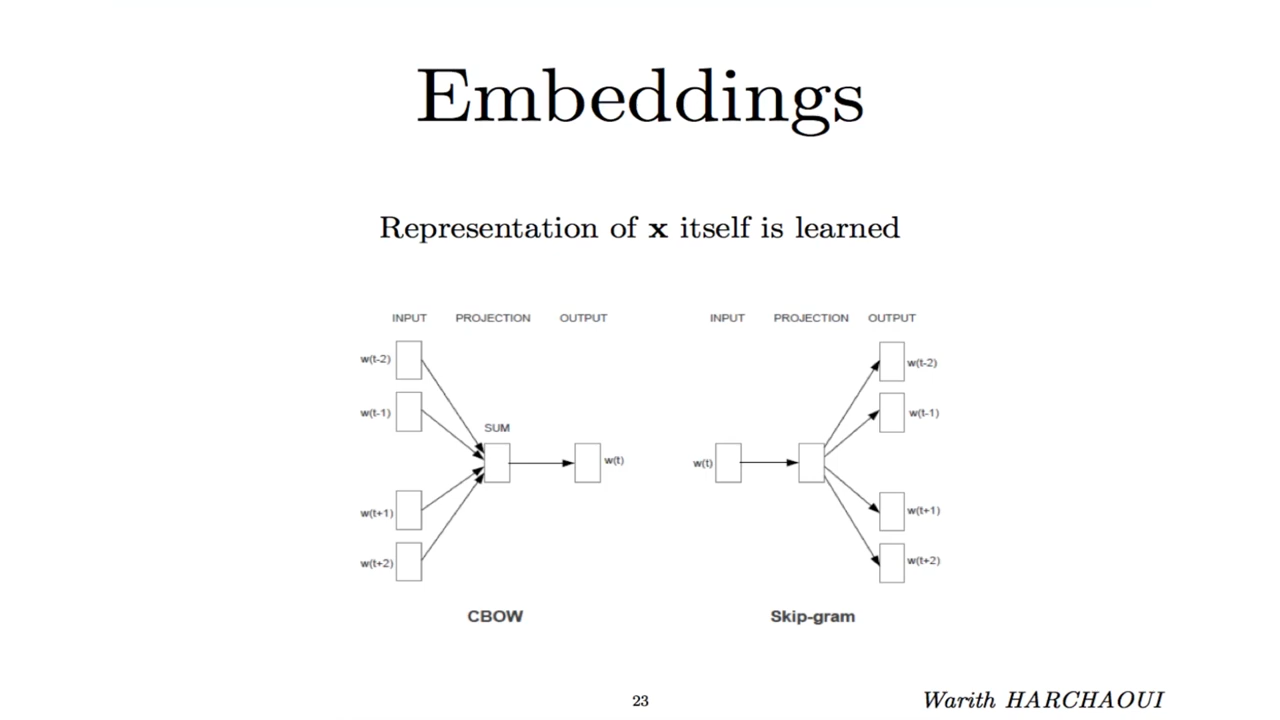 Embeddings
Representation of x itself is learned
INPUT PROJECTION OUTPUT
w(t-2)
w(t-1)
SUM
w(t)
w(t+1)
w(t+2)
CBOW
INPUT PROJECTION OUTPUT
w(t-2)
w(t-1)
w(t)
w(t+1)
w(t+2)
Skip-gram
23
Warith HARCHAOUI